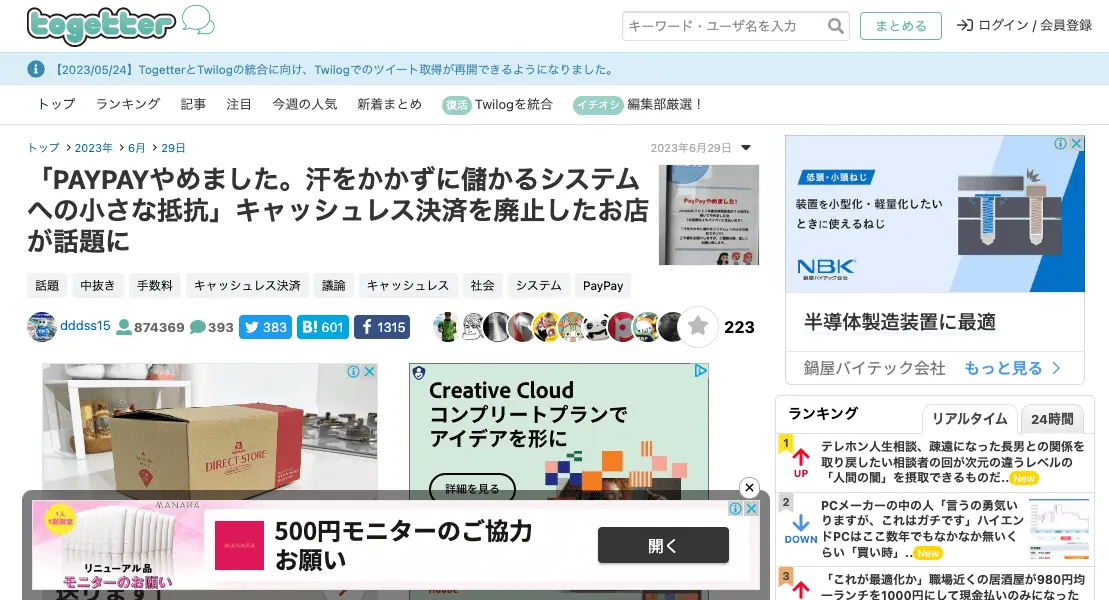 togetter
キーワード・ユーザ名を入力
まとめる
ログイン / 会員登録
【2023/05/24】TogetterとTwilogの統合に向け、Twilogでのツイート取得が再開できるようになりました。
トップ ランキング 記事 注目 今週の人気 新着まとめ 復活 Twilogを統合 イチオシ 編集部厳選！
トップ > 2023年 > 6月 > 29日
2023年6月29日
「PAYPAYやめました。汗をかかずに儲かるシステム
への小さな抵抗」キャッシュレス決済を廃止したお店
が話題に
PayPayやめました!
話題 中抜き 手数料 キャッシュレス決済 議論 キャッシュレス 社会 システム PayPay
dddss15 874369 393 383 B! 601 1315 223
DIRECT STORE
Creative Cloud
コンプリートプランで
アイデアを形に
詳細を見る
MANARA
1人
1個限定
リニューアル品
モニターのお願い
MANARA
500円モニターのご協力
お願い
開く
低頭・小頭ねじ
装置を小型化・軽量化したい
ときに使えるねじ
NBK
鍋屋バイテック会社
半導体製造装置に最適
鍋屋バイテック会社 もっと見る
ランキング リアルタイム 24時間
1
UP
テレホン人生相談、疎遠になった長男との関係を
取り戻したい相談者の回が次元の違うレベルの
「人間の闇」を摂取できるものだ.. New
2
DOWN
PCメーカーの中の人「言うの勇気い
りますが、これはガチです」ハイエン
ドPCはここ数年でもなかなか無いく
らい「買い時」.. New
3
「これが最適化か」職場近くの居酒屋が980円均
一ランチを1000円にして現金払いのみになった